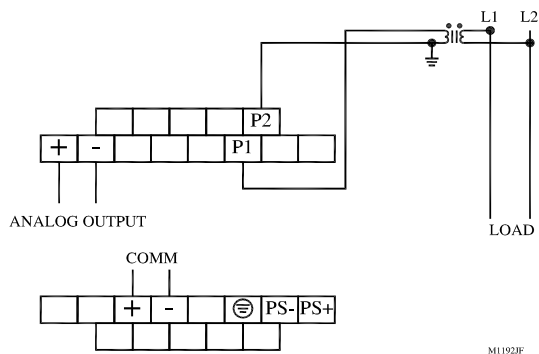 L1 L2
P2
+ - P1
ANALOG OUTPUT
LOAD
COMM
+ - PS- PS+
M1192JF